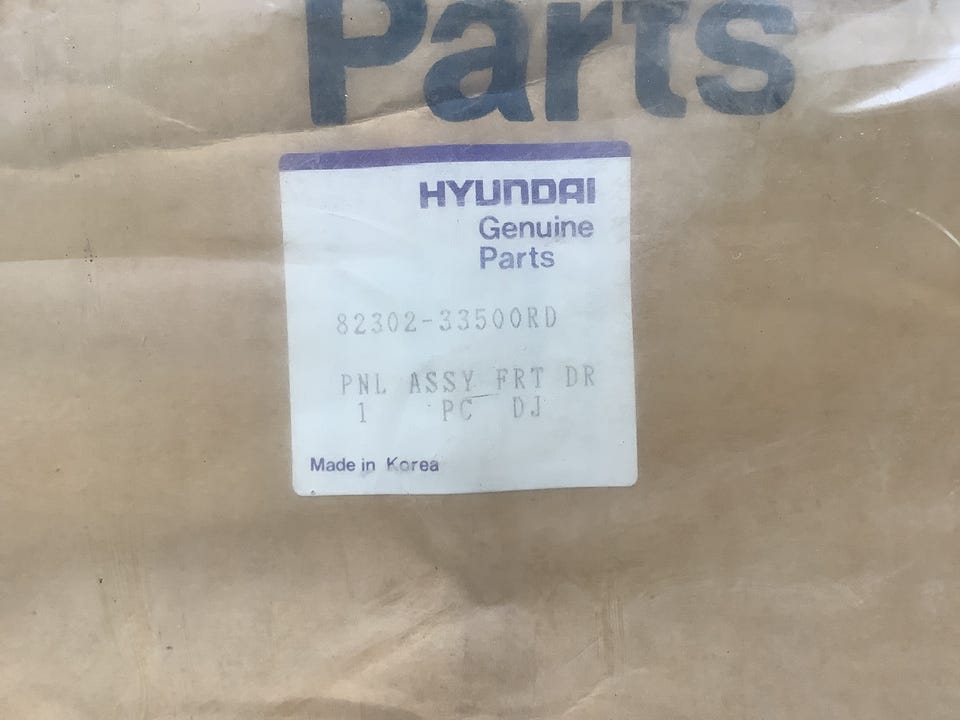 Parts
HYUNDAI
Genuine
Parts
82302-33500RD
PNL ASSY FRT DR
1 PC DJ
Made in Korea